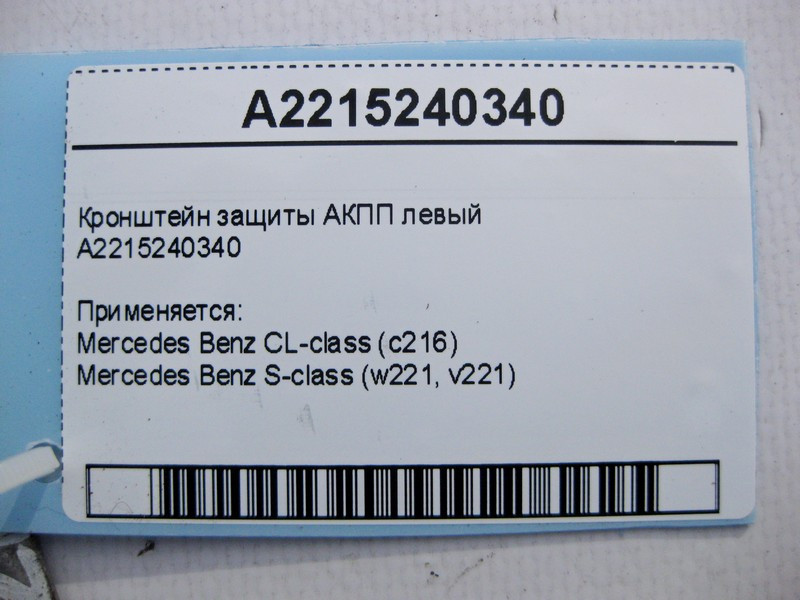 A2215240340
Кронштейн защиты АКПП левый
A2215240340
Применяется:
Mercedes Benz CL-class (c216)
Mercedes Benz S-class (w221, v221)